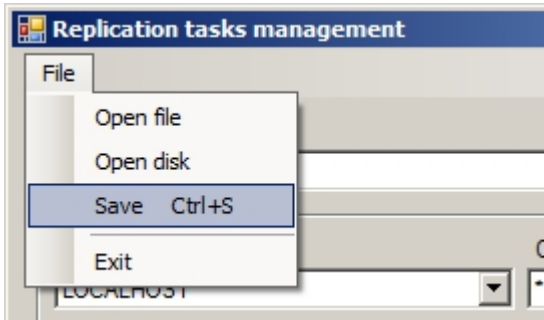 Replication tasks management
File
Open file
Open disk
Save Ctrl+S
Exit
LOCALHOST
*